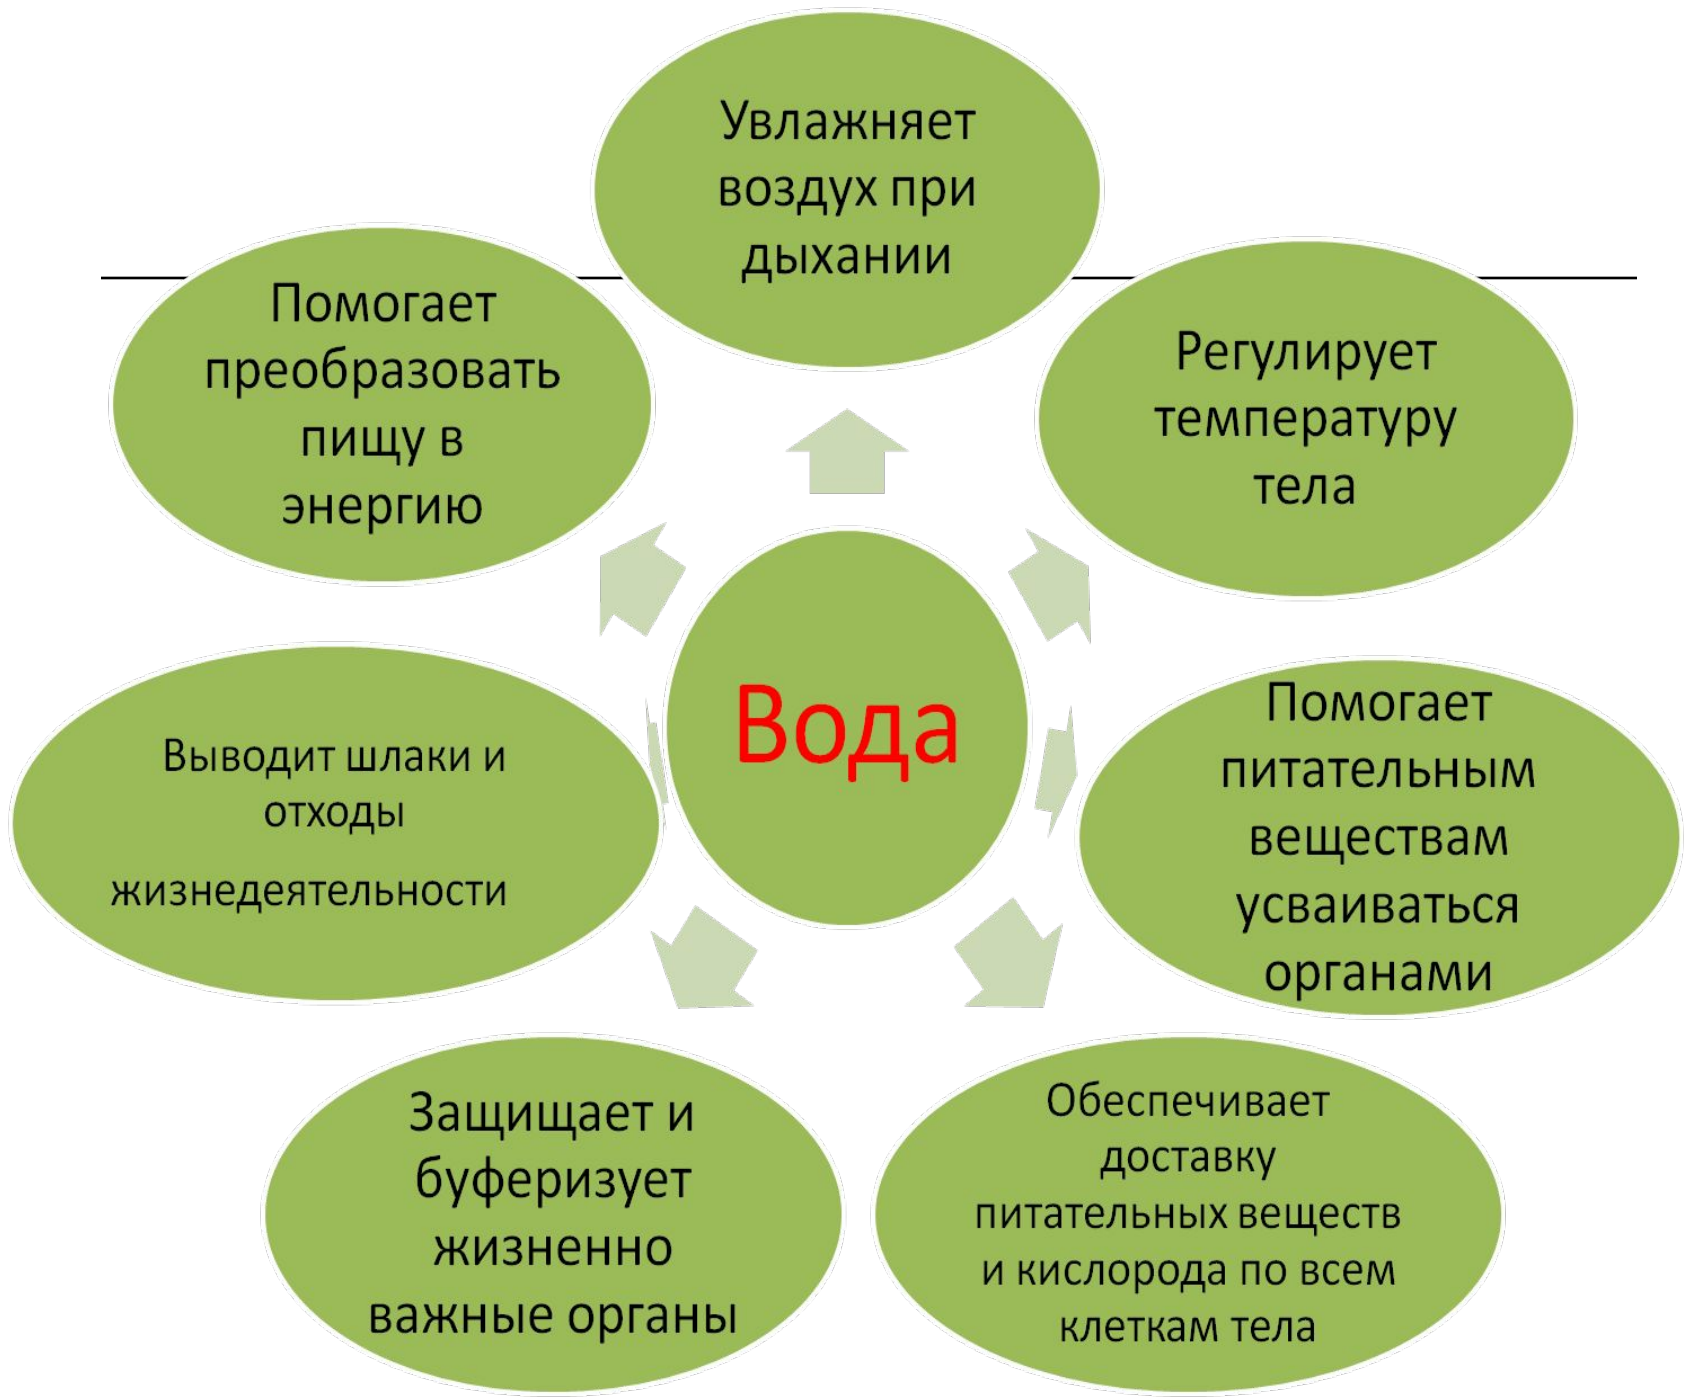 Увлажняет
воздух при
дыхании
Регулирует
температуру
тела
Помогает
питательным
веществам
усваиваться
органами
Обеспечивает
доставку
питательных веществ
и кислорода по всем
клеткам тела
Защищает и
буферизует
жизненно
важные органы
Выводит шлаки и
отходы
жизнедеятельности
Помогает
преобразовать
пищу в
энергию
Вода